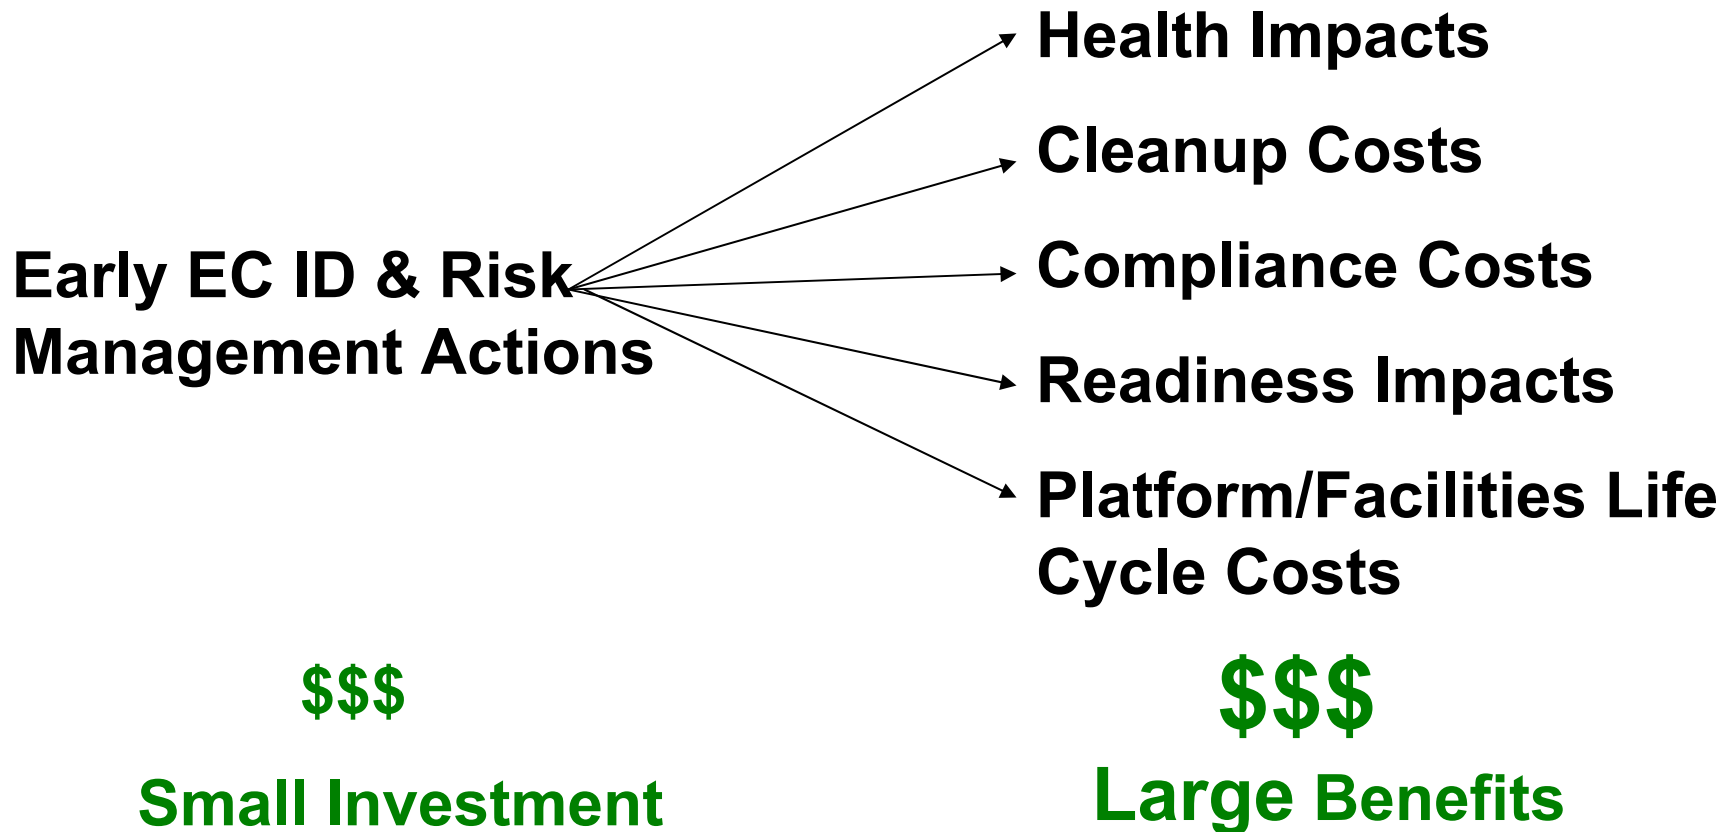 Health Impacts
Cleanup Costs
Early EC ID & Risk
Management Actions
Compliance Costs
Readiness Impacts
Platform/Facilities Life
Cycle Costs
$$$
Small Investment
$$$
Large Benefits